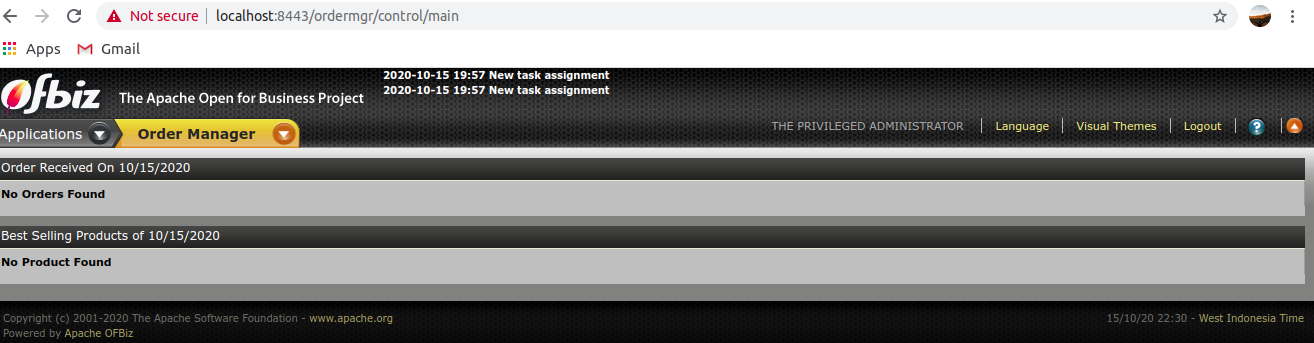 Not secure | localhost:8443/ordermgr/control/main
Apps Gmail
Ofbiz The Apache Open for Business Project
2020-10-15 19:57 New task assignment
2020-10-15 19:57 New task assignment
Applications Order Manager THE PRIVILEGED ADMINISTRATOR Language Visual Themes Logout ?
Order Received On 10/15/2020
No Orders Found
Best Selling Products of 10/15/2020
No Product Found
Copyright (c) 2001-2020 The Apache Software Foundation - www.apache.org 15/10/20 22:30 - West Indonesia Time
Powered by Apache OFBiz